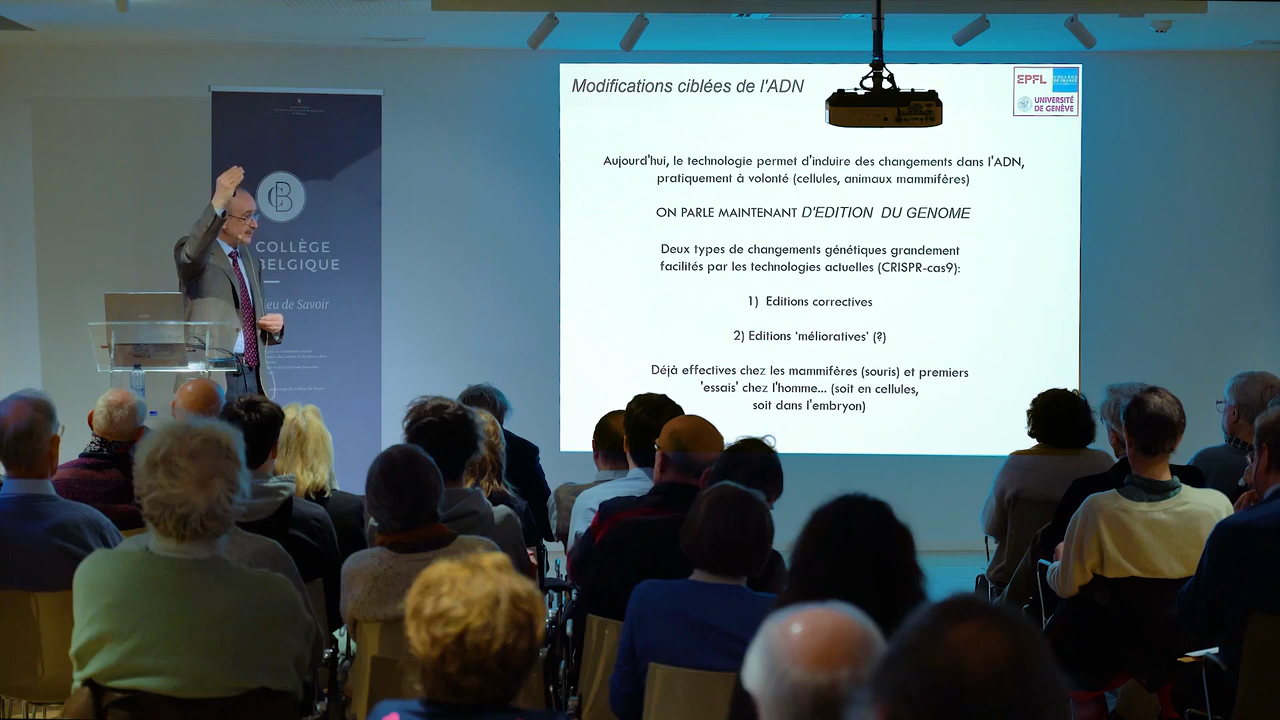 Modifications ciblées de l'ADN
EPFL
COLLÈGE
DE FRANCE
UNIVERSITÉ
DE GENÈVE
Aujourd'hui, le technologie permet d'induire des changements dans l'ADN,
pratiquement à volonté (cellules, animaux mammifères)
ON PARLE MAINTENANT D'EDITION DU GENOME
Deux types de changements génétiques grandement
facilités par les technologies actuelles (CRISPR-cas9):
1) Editions correctives
2) Editions ‘mélioratives’ (?)
Déjà effectives chez les mammifères (souris) et premiers
'essais' chez l'homme... (soit en cellules,
soit dans l'embryon)
CB
COLLÈGE
BELGIQUE
ieu de Savoir